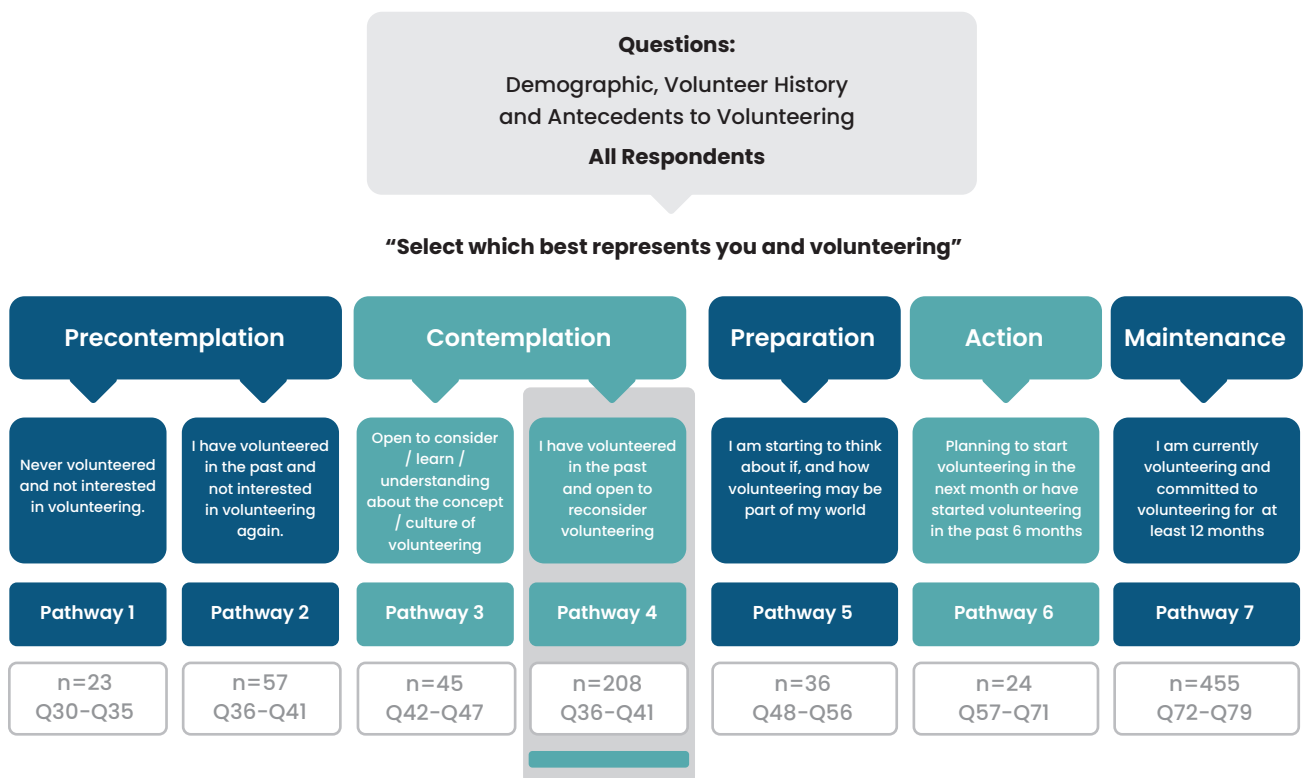 Questions:
Demographic, Volunteer History
and Antecedents to Volunteering
All Respondents
“Select which best represents you and volunteering”
Precontemplation
Contemplation
Preparation
Action
Maintenance
Never volunteered
and not interested
in volunteering.
I have volunteered
in the past and
not interested
in volunteering
again.
Open to consider
/ learn /
understanding
about the concept
/ culture of
volunteering
I have volunteered
in the past
and open to
reconsider
volunteering
I am starting to think
about if, and how
volunteering may be
part of my world
Planning to start
volunteering in the
next month or have
started volunteering
in the past 6 months
I am currently
volunteering and
committed to
volunteering for at
least 12 months
Pathway 1
Pathway 2
Pathway 3
Pathway 4
Pathway 5
Pathway 6
Pathway 7
n=23
Q30-Q35
n=57
Q36-Q41
n=45
Q42-Q47
n=208
Q36-Q41
n=36
Q48-Q56
n=24
Q57-Q71
n=455
Q72-Q79